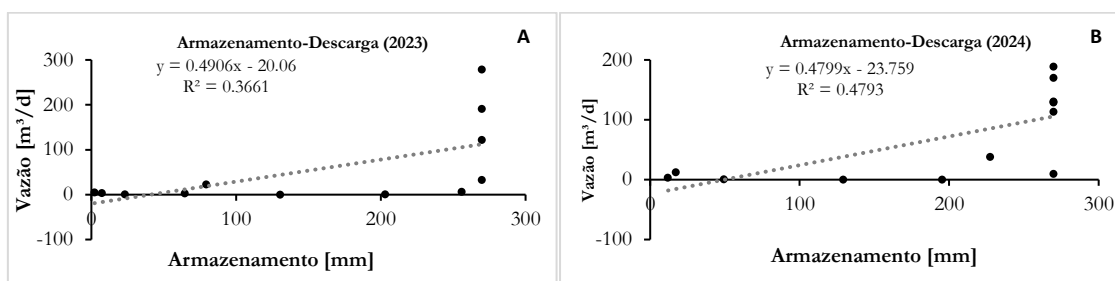 Armazenamento-Descarga (2023)
A
y = 0.4906x - 20.06
R² = 0.3661
300
200
100
0
-100
0
100
200
300
Vazão [m³/d]
Armazenamento [mm]
Armazenamento-Descarga (2024)
B
y = 0.4799x - 23.759
R² = 0.4793
200
100
0
-100
0
100
200
300
Vazão [m³/d]
Armazenamento [mm]